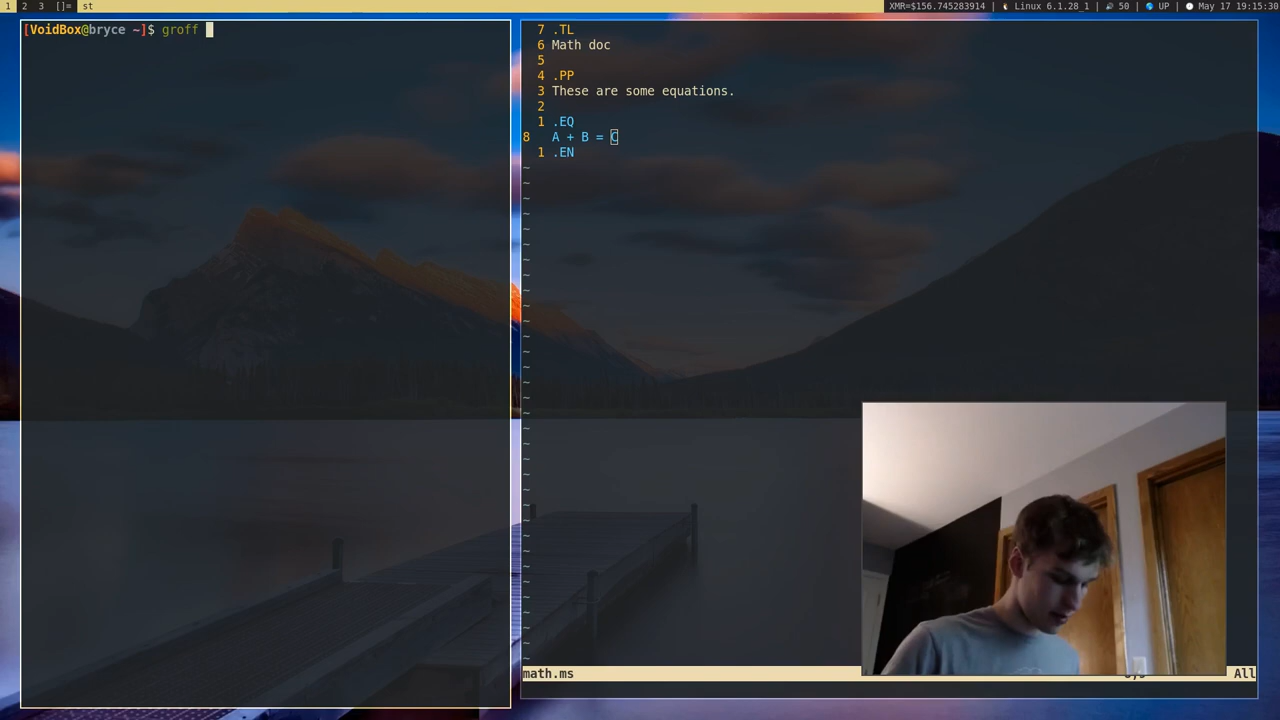 1 2 3 []= st XMR=$156.745283914 | Linux 6.1.28_1 | 50 | UP | May 17 19:15:30
[VoidBox@bryce ~]$ groff
7 .TL
6 Math doc
5
4 .PP
3 These are some equations.
2
1 .EQ
8 A + B = C
1 .EN
math.ms All